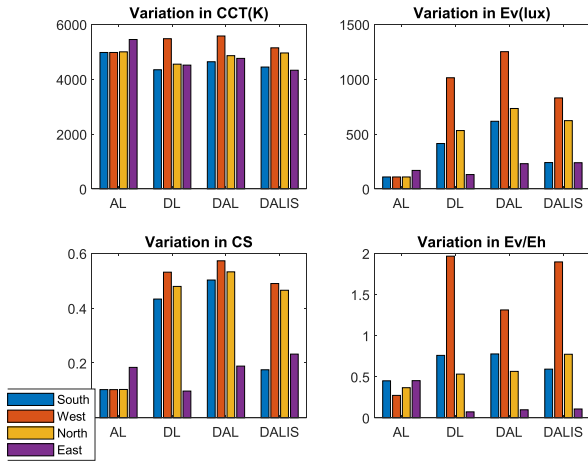 Variation in CCT(K)
6000
4000
2000
0
AL DL DAL DALIS
Variation in Ev(lux)
1500
1000
500
0
AL DL DAL DALIS
Variation in CS
0.6
0.4
0.2
AL DL DAL DALIS
South
West
North
East
Variation in Ev/Eh
2
1.5
1
0.5
0
AL DL DAL DALIS